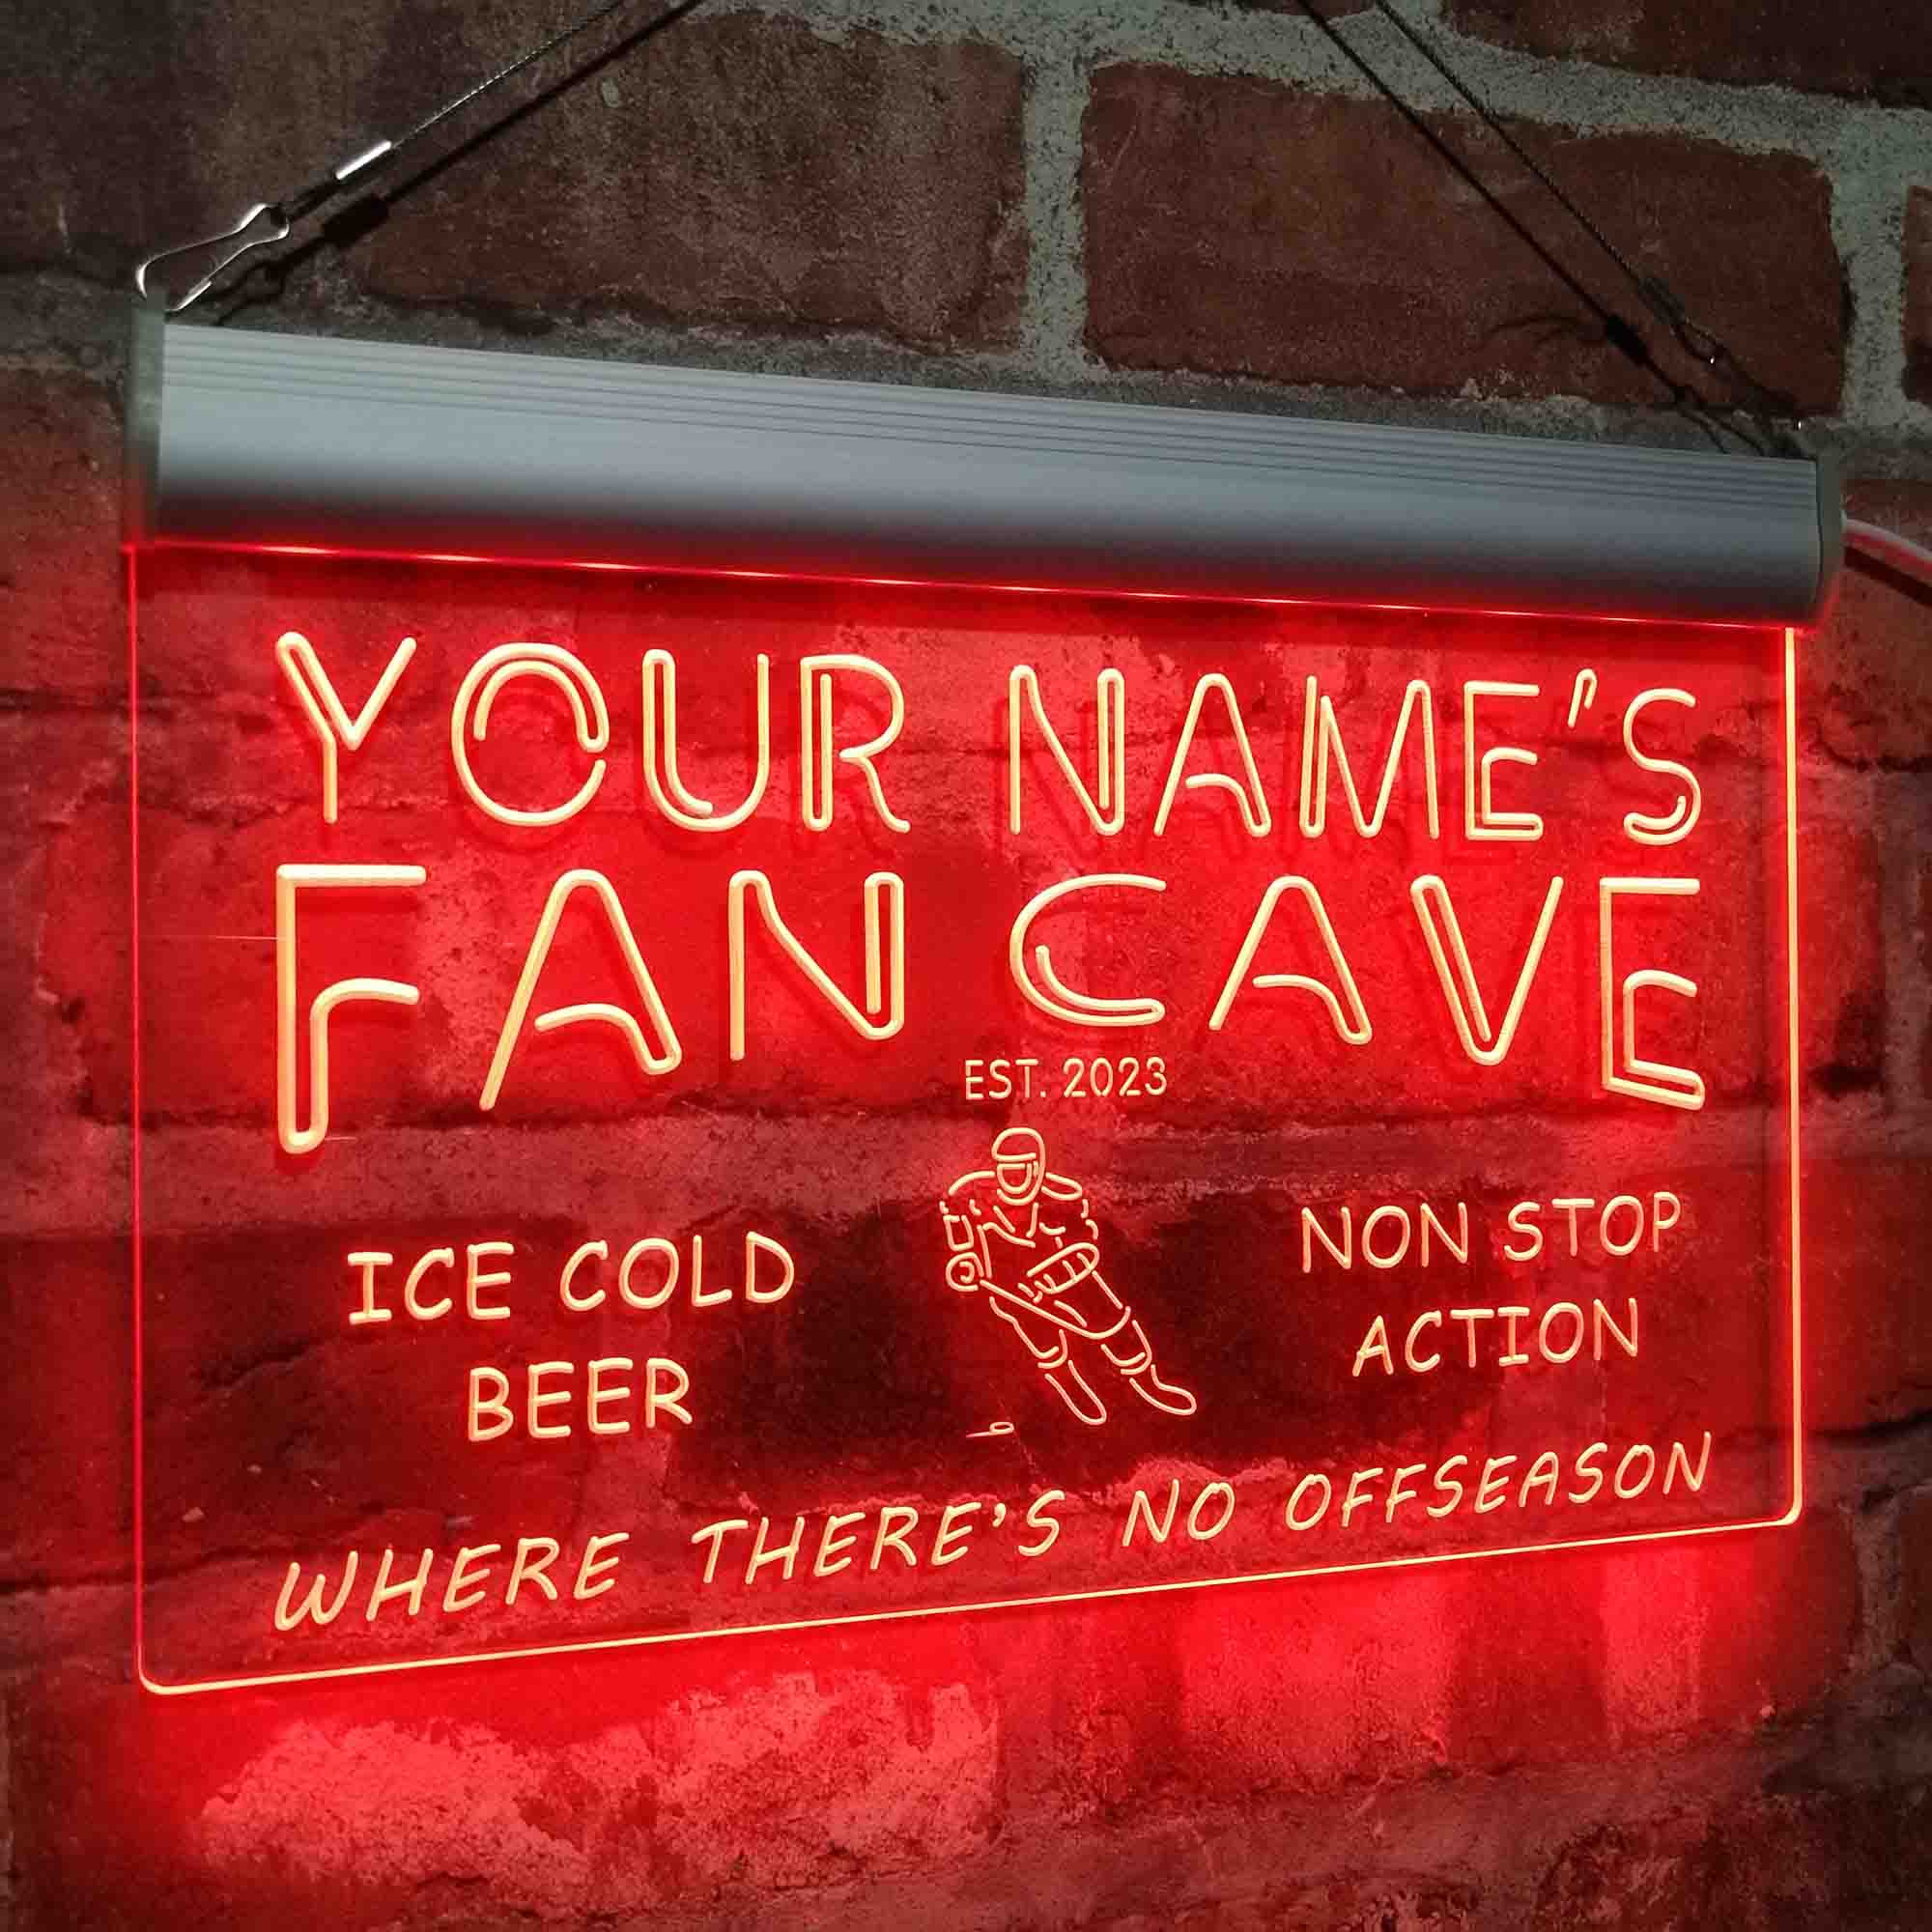 YOUR NAME'S
FAN CAVE
EST. 2023
ICE COLD
BEER
NON STOP
ACTION
WHERE THERE'S NO OFFSEASON